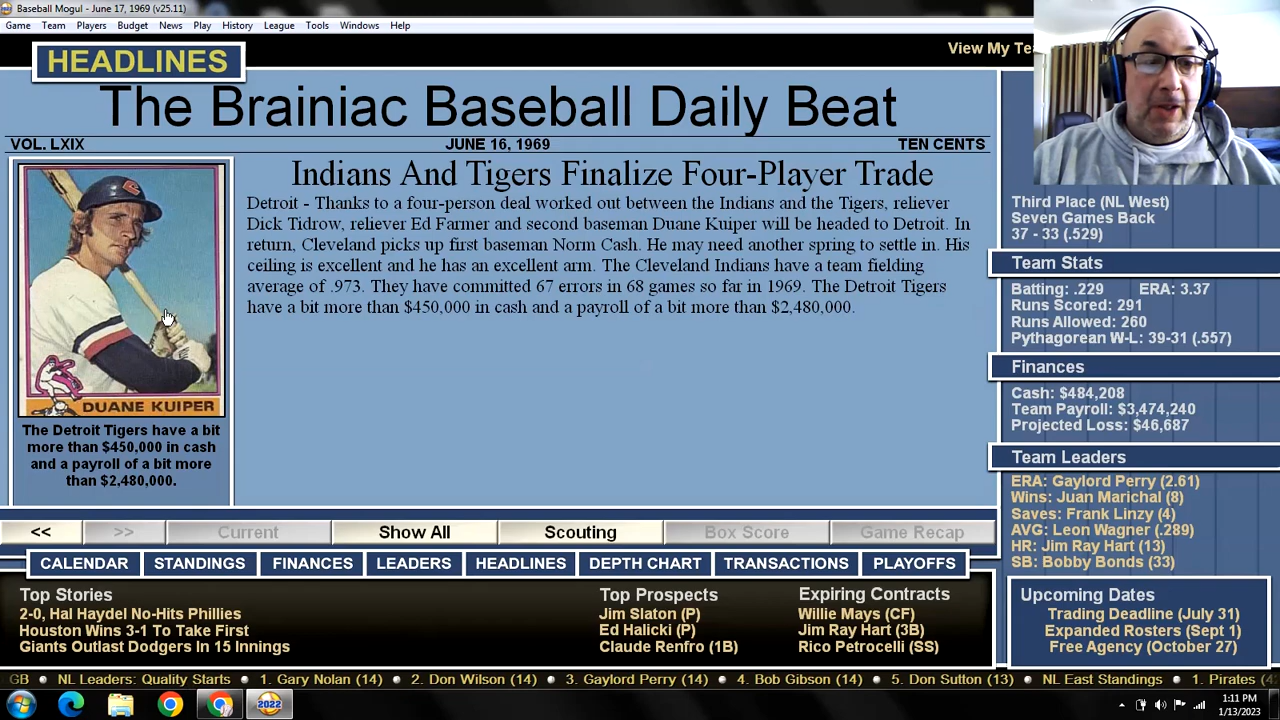 Baseball Mogul - June 17, 1969 (v25.11)
Game Team Players Budget News Play History League Tools Windows Help
HEADLINES
View My Te
The Brainiac Baseball Daily Beat
VOL. LXIX JUNE 16, 1969 TEN CENTS
Indians And Tigers Finalize Four-Player Trade
Detroit - Thanks to a four-person deal worked out between the Indians and the Tigers, reliever
Dick Tidrow, reliever Ed Farmer and second baseman Duane Kuiper will be headed to Detroit. In
return, Cleveland picks up first baseman Norm Cash. He may need another spring to settle in. His
ceiling is excellent and he has an excellent arm. The Cleveland Indians have a team fielding
average of .973. They have committed 67 errors in 68 games so far in 1969. The Detroit Tigers
have a bit more than $450,000 in cash and a payroll of a bit more than $2,480,000.
DUANE KUIPER
The Detroit Tigers have a bit
more than $450,000 in cash
and a payroll of a bit more
than $2,480,000.
Third Place (NL West)
Seven Games Back
37 - 33 (.529)
Team Stats
Batting: .229 ERA: 3.37
Runs Scored: 291
Runs Allowed: 260
Pythagorean W-L: 39-31 (.557)
Finances
Cash: $484,208
Team Payroll: $3,474,240
Projected Loss: $46,687
Team Leaders
ERA: Gaylord Perry (2.61)
Wins: Juan Marichal (8)
Saves: Frank Linzy (4)
AVG: Leon Wagner (.289)
HR: Jim Ray Hart (13)
SB: Bobby Bonds (33)
<< >> Current Show All Scouting Box Score Game Recap
CALENDAR STANDINGS FINANCES LEADERS HEADLINES DEPTH CHART TRANSACTIONS PLAYOFFS
Top Stories
2-0, Hal Haydel No-Hits Phillies
Houston Wins 3-1 To Take First
Giants Outlast Dodgers In 15 Innings
Top Prospects
Jim Slaton (P)
Ed Halicki (P)
Claude Renfro (1B)
Expiring Contracts
Willie Mays (CF)
Jim Ray Hart (3B)
Rico Petrocelli (SS)
Upcoming Dates
Trading Deadline (July 31)
Expanded Rosters (Sept 1)
Free Agency (October 27)
GB NL Leaders: Quality Starts 1. Gary Nolan (14) 2. Don Wilson (14) 3. Gaylord Perry (14) 4. Bob Gibson (14) 5. Don Sutton (13) NL East Standings 1. Pirates (4
2022
1:11 PM
1/13/2023